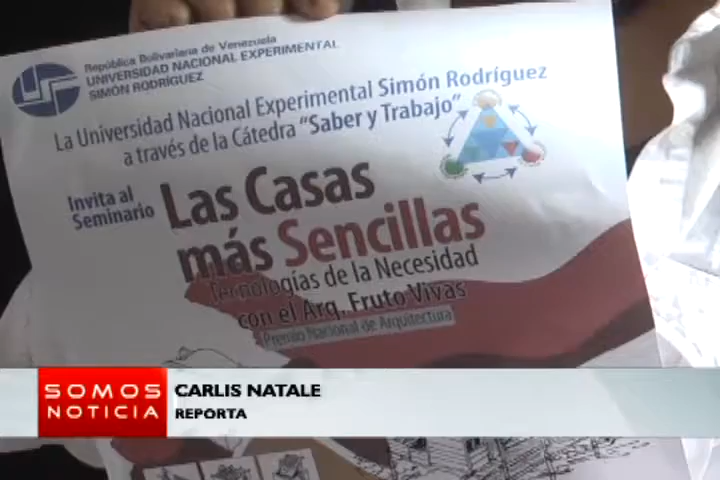 República Bolivariana de Venezuela
UNIVERSIDAD NACIONAL EXPERIMENTAL
SIMÓN RODRÍGUEZ
La Universidad Nacional Experimental Simón Rodríguez
a través de la Cátedra "Saber y Trabajo"
Invita al
Seminario
Las Casas
más Sencillas
Tecnologías de la Necesidad
con el Arq. Fruto Vivas
Premio Nacional de Arquitectura
SOMOS
NOTICIA
CARLIS NATALE
REPORTA